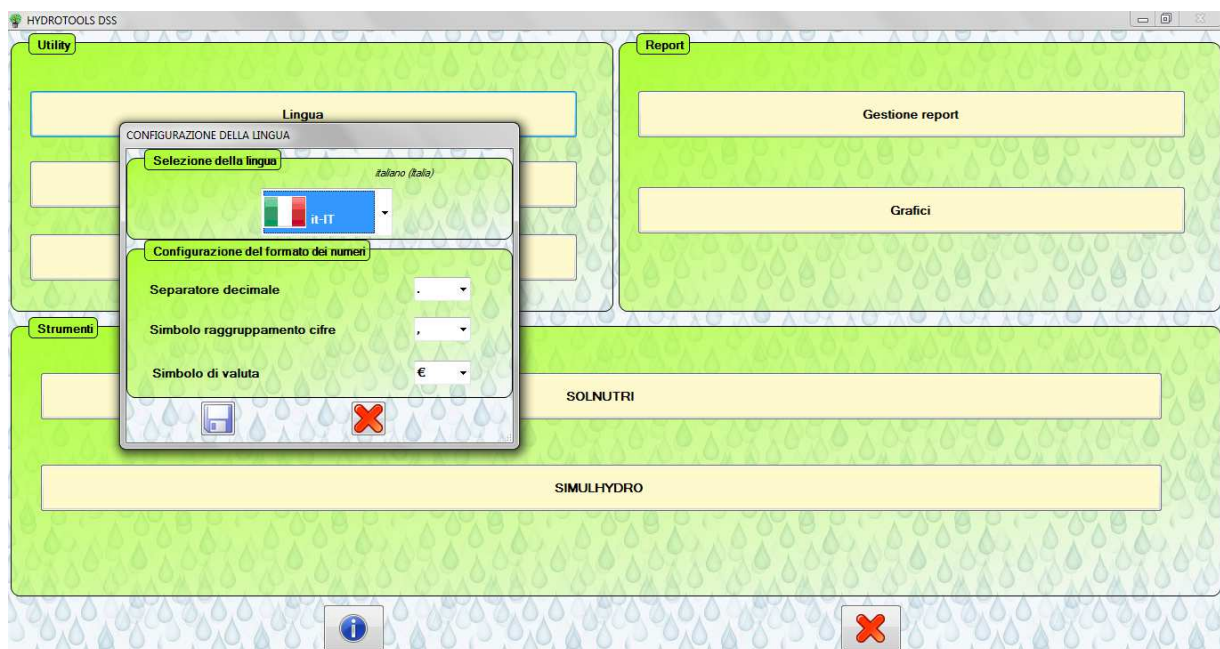 HYDROTOOLS DSS
Utility
Lingua
Report
Gestione report
Grafici
CONFIGURAZIONE DELLA LINGUA
Selezione della lingua
italiano (Italia)
it-IT
Configurazione del formato dei numeri
Separatore decimale .
Simbolo raggruppamento cifre ,
Simbolo di valuta €
Strumenti
SOLNUTRI
SIMULHYDRO